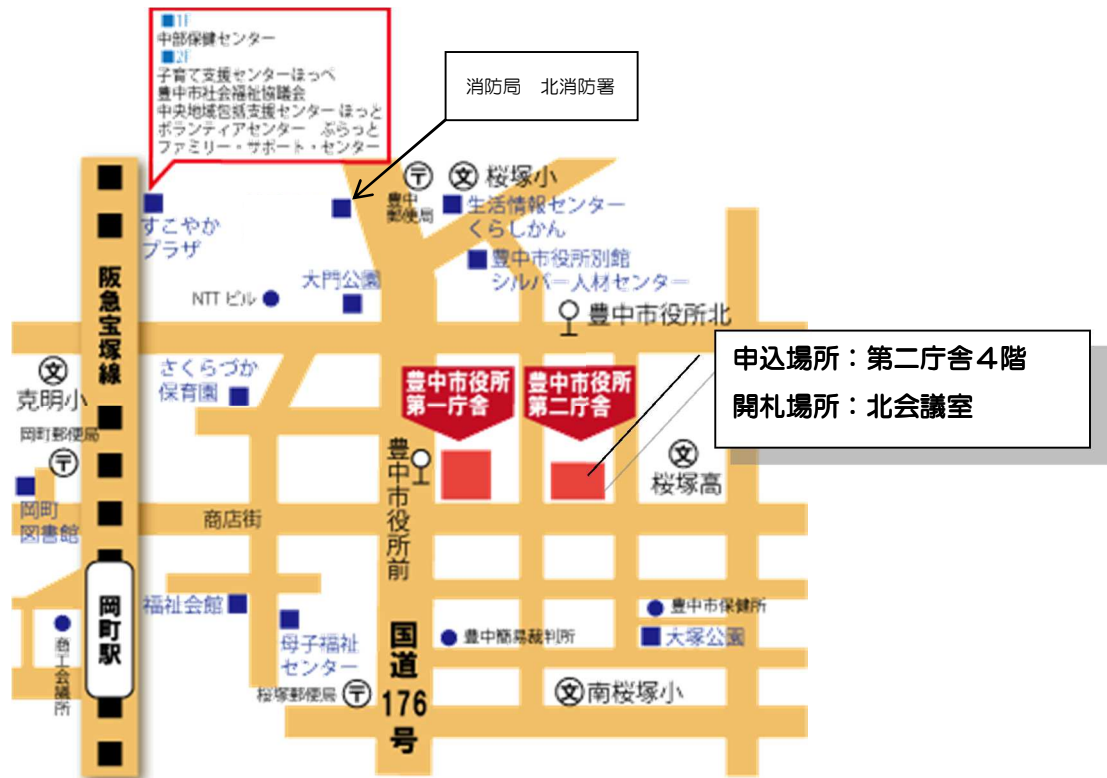 ■1F
中部保健センター
■2F
子育て支援センターほっぺ
豊中市社会福祉協議会
中央地域包括支援センター ほっと
ボランティアセンター　ぷらっと
ファミリー・サポート・センター
消防局　北消防署
〒
豊中
郵便局
文 桜塚小
生活情報センター
くらしかん
すこやか
プラザ
豊中市役所別館
シルバー人材センター
阪急宝塚線
NTT ビル
大門公園
豊中市役所北
申込場所：第二庁舎４階
開札場所：北会議室
文
克明小
さくらづか
保育園
豊中市役所
第一庁舎
豊中市役所
第二庁舎
岡町郵便局
〒
豊中市役所前
文
桜塚高
岡町
図書館
商店街
岡町駅
福祉会館
商工会議所
母子福祉
センター
国道176号
豊中簡易裁判所
豊中市保健所
大塚公園
桜塚郵便局 〒
文 南桜塚小